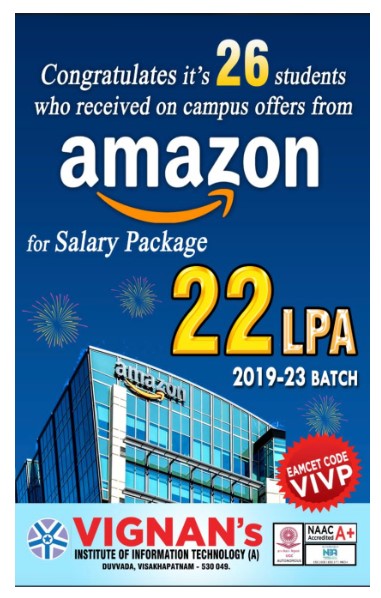 Congratulates it's 26 students
who received on campus offers from
amazon
for Salary Package
22 LPA
2019-23 BATCH
amazon
EAMCET CODE
VIVP
VIGNAN's
INSTITUTE OF INFORMATION TECHNOLOGY (A)
DUVVADA, VISAKHAPATNAM - 530 049.
AUTONOMOUS
NAAC
Accredited A+
NBA